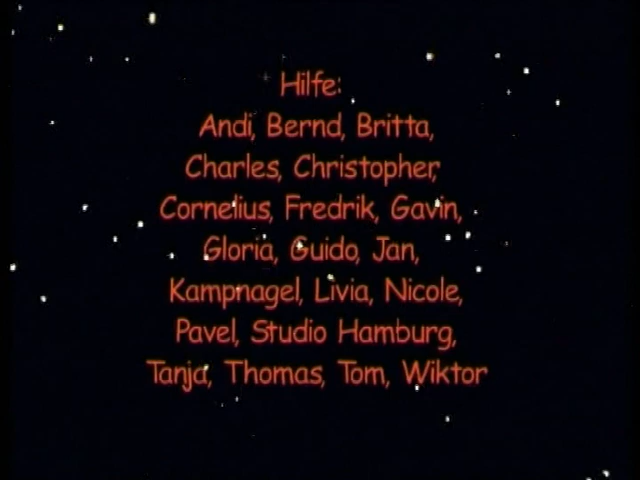 Hilfe:
Andi, Bernd, Britta,
Charles, Christopher,
Cornelius, Fredrik, Gavin,
Gloria, Guido, Jan,
Kampnagel, Livia, Nicole,
Pavel, Studio Hamburg,
Tanja, Thomas, Tom, Wiktor